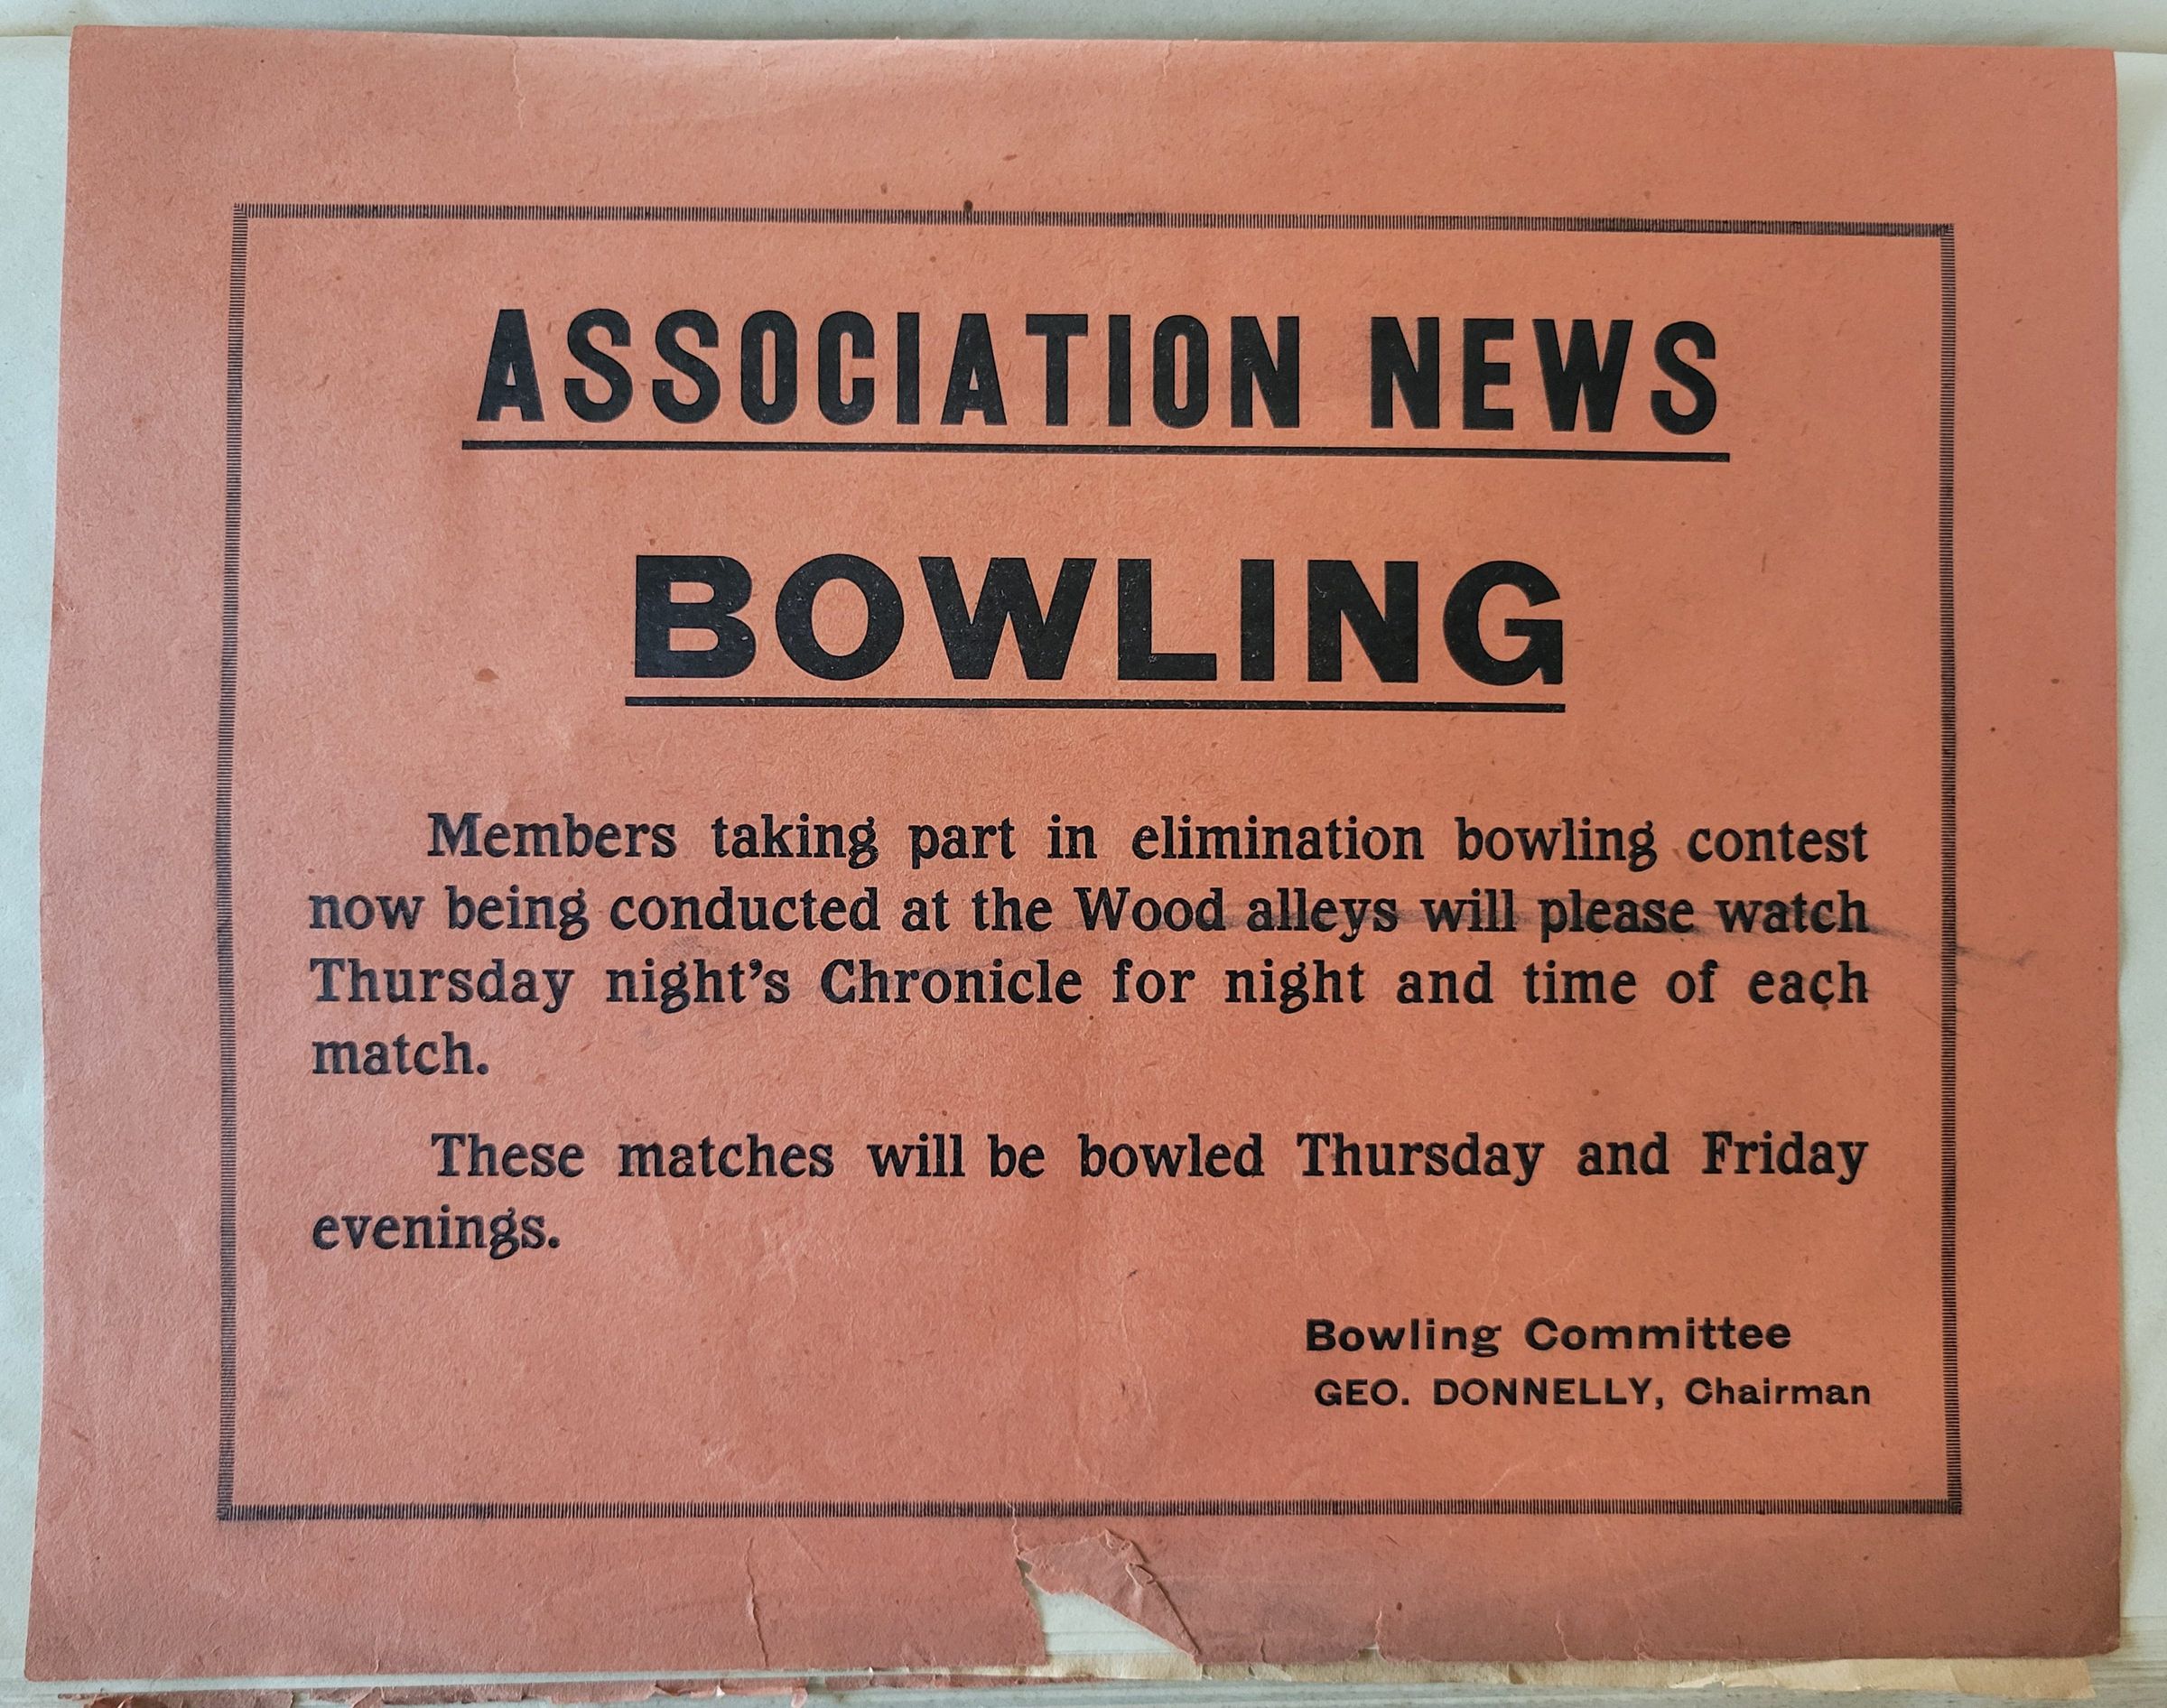 ASSOCIATION NEWS
BOWLING
Members taking part in elimination bowling contest
now being conducted at the Wood alleys will please watch
Thursday night's Chronicle for night and time of each
match.
These matches will be bowled Thursday and Friday
evenings.
Bowling Committee
GEO. DONNELLY, Chairman